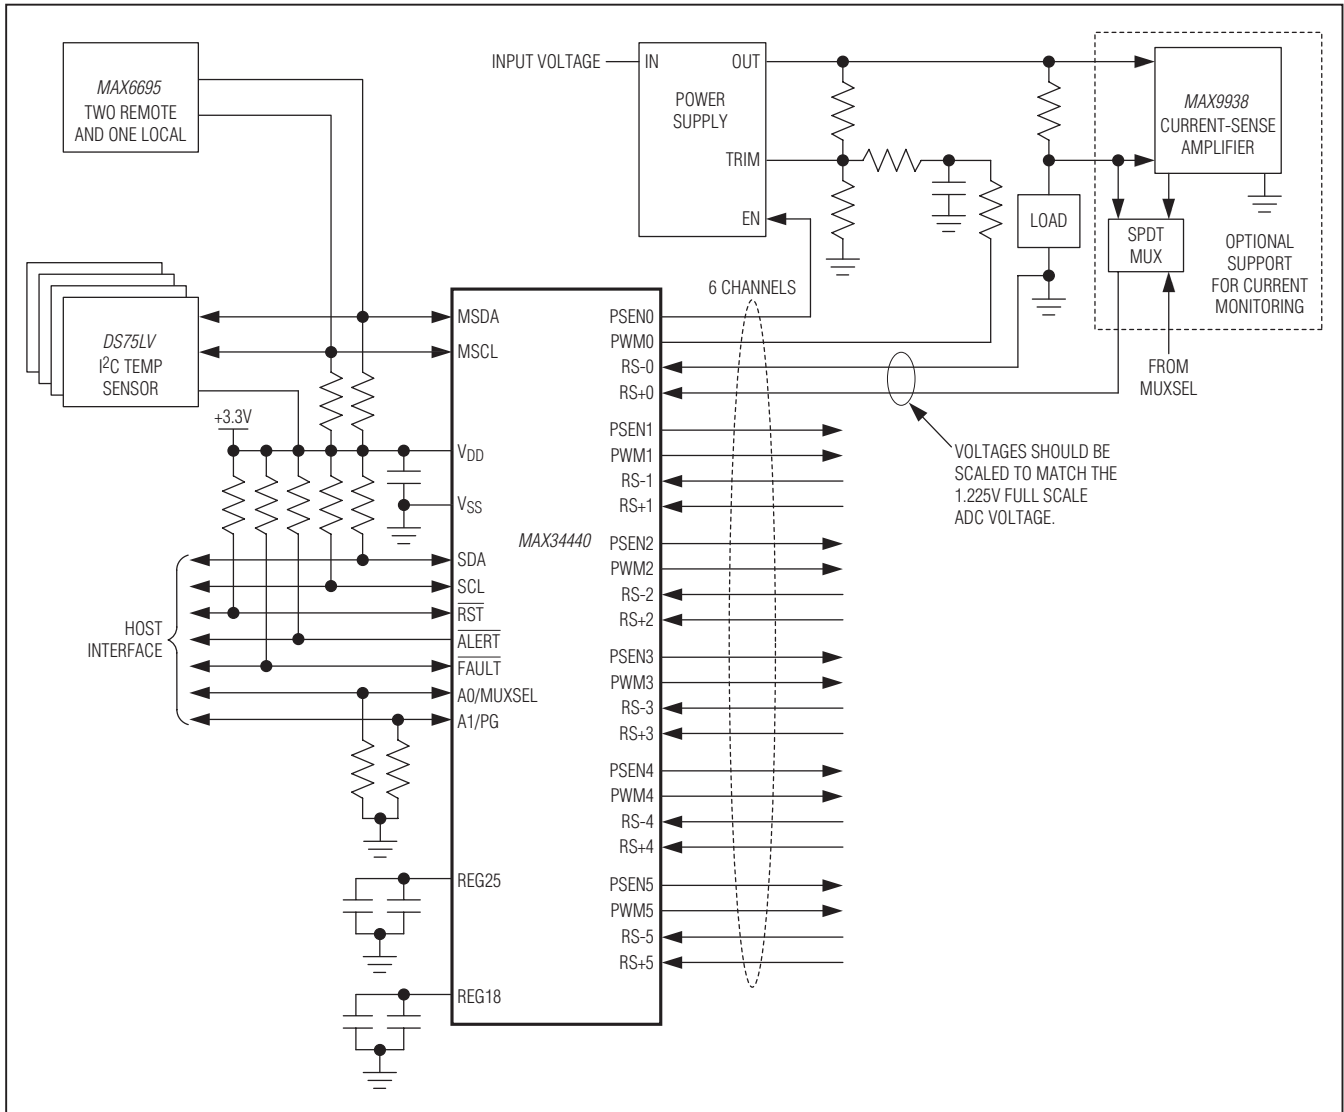 MAX6695
TWO REMOTE
AND ONE LOCAL
INPUT VOLTAGE
IN
OUT
POWER
SUPPLY
TRIM
EN
MAX9938
CURRENT-SENSE
AMPLIFIER
LOAD
SPDT
MUX
OPTIONAL
SUPPORT
FOR CURRENT
MONITORING
FROM
MUXSEL
DS75LV
I²C TEMP
SENSOR
+3.3V
6 CHANNELS
VOLTAGES SHOULD BE
SCALED TO MATCH THE
1.225V FULL SCALE
ADC VOLTAGE.
HOST
INTERFACE
MAX34440
MSDA
MSCL
VDD
VSS
SDA
SCL
RST
ALERT
FAULT
A0/MUXSEL
A1/PG
REG25
REG18
PSEN0
PWM0
RS-0
RS+0
PSEN1
PWM1
RS-1
RS+1
PSEN2
PWM2
RS-2
RS+2
PSEN3
PWM3
RS-3
RS+3
PSEN4
PWM4
RS-4
RS+4
PSEN5
PWM5
RS-5
RS+5